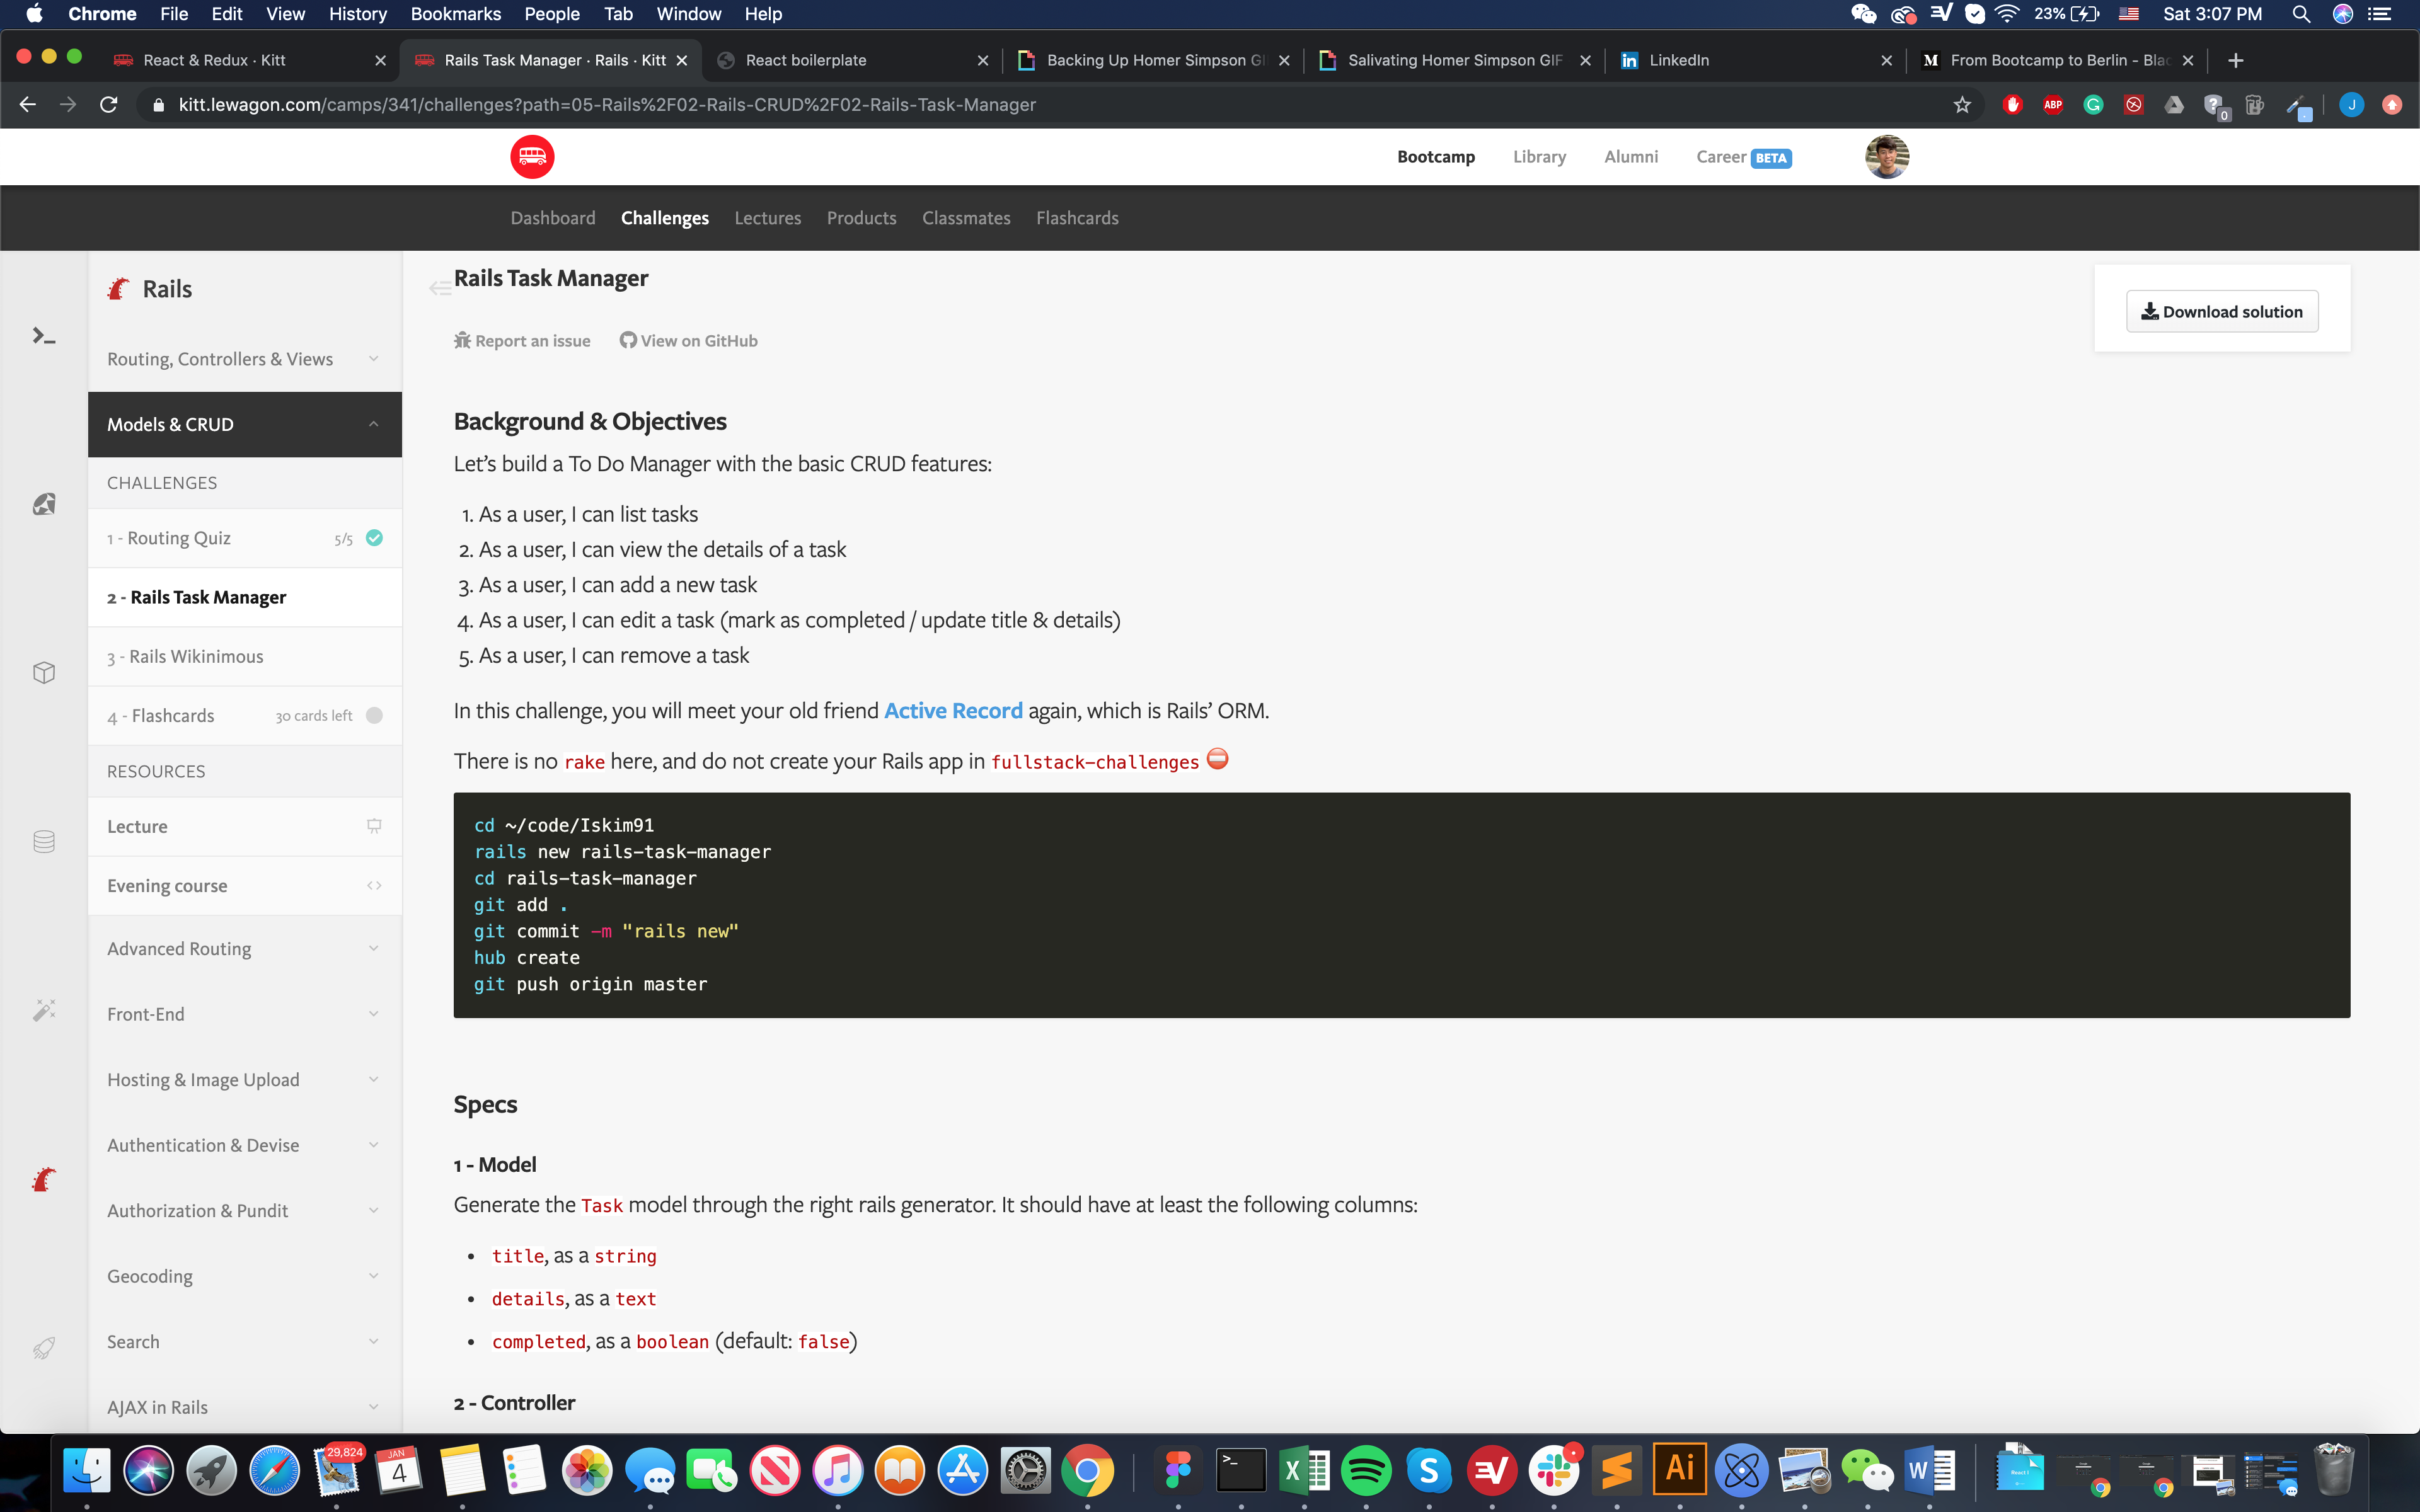 Chrome File Edit View History Bookmarks People Tab Window Help 23% Sat 3:07 PM
React & Redux · Kitt
Rails Task Manager · Rails · Kitt
React boilerplate
Backing Up Homer Simpson GI
Salivating Homer Simpson GIF
LinkedIn
From Bootcamp to Berlin - Blac
kitt.lewagon.com/camps/341/challenges?path=05-Rails%2F02-Rails-CRUD%2F02-Rails-Task-Manager
ABP
0
J
Bootcamp Library Alumni Career BETA
Dashboard Challenges Lectures Products Classmates Flashcards
Rails
Routing, Controllers & Views
Models & CRUD
CHALLENGES
1 - Routing Quiz 5/5
2 - Rails Task Manager
3 - Rails Wikinimous
4 - Flashcards 30 cards left
RESOURCES
Lecture
Evening course
Advanced Routing
Front-End
Hosting & Image Upload
Authentication & Devise
Authorization & Pundit
Geocoding
Search
AJAX in Rails
Rails Task Manager
Report an issue View on GitHub
Download solution
Background & Objectives
Let’s build a To Do Manager with the basic CRUD features:
1. As a user, I can list tasks
2. As a user, I can view the details of a task
3. As a user, I can add a new task
4. As a user, I can edit a task (mark as completed / update title & details)
5. As a user, I can remove a task
In this challenge, you will meet your old friend Active Record again, which is Rails’ ORM.
There is no rake here, and do not create your Rails app in fullstack-challenges
cd ~/code/Iskim91
rails new rails-task-manager
cd rails-task-manager
git add .
git commit -m "rails new"
hub create
git push origin master
Specs
1 - Model
Generate the Task model through the right rails generator. It should have at least the following columns:
• title, as a string
• details, as a text
• completed, as a boolean (default: false)
2 - Controller
29,824
JAN
4
Ai